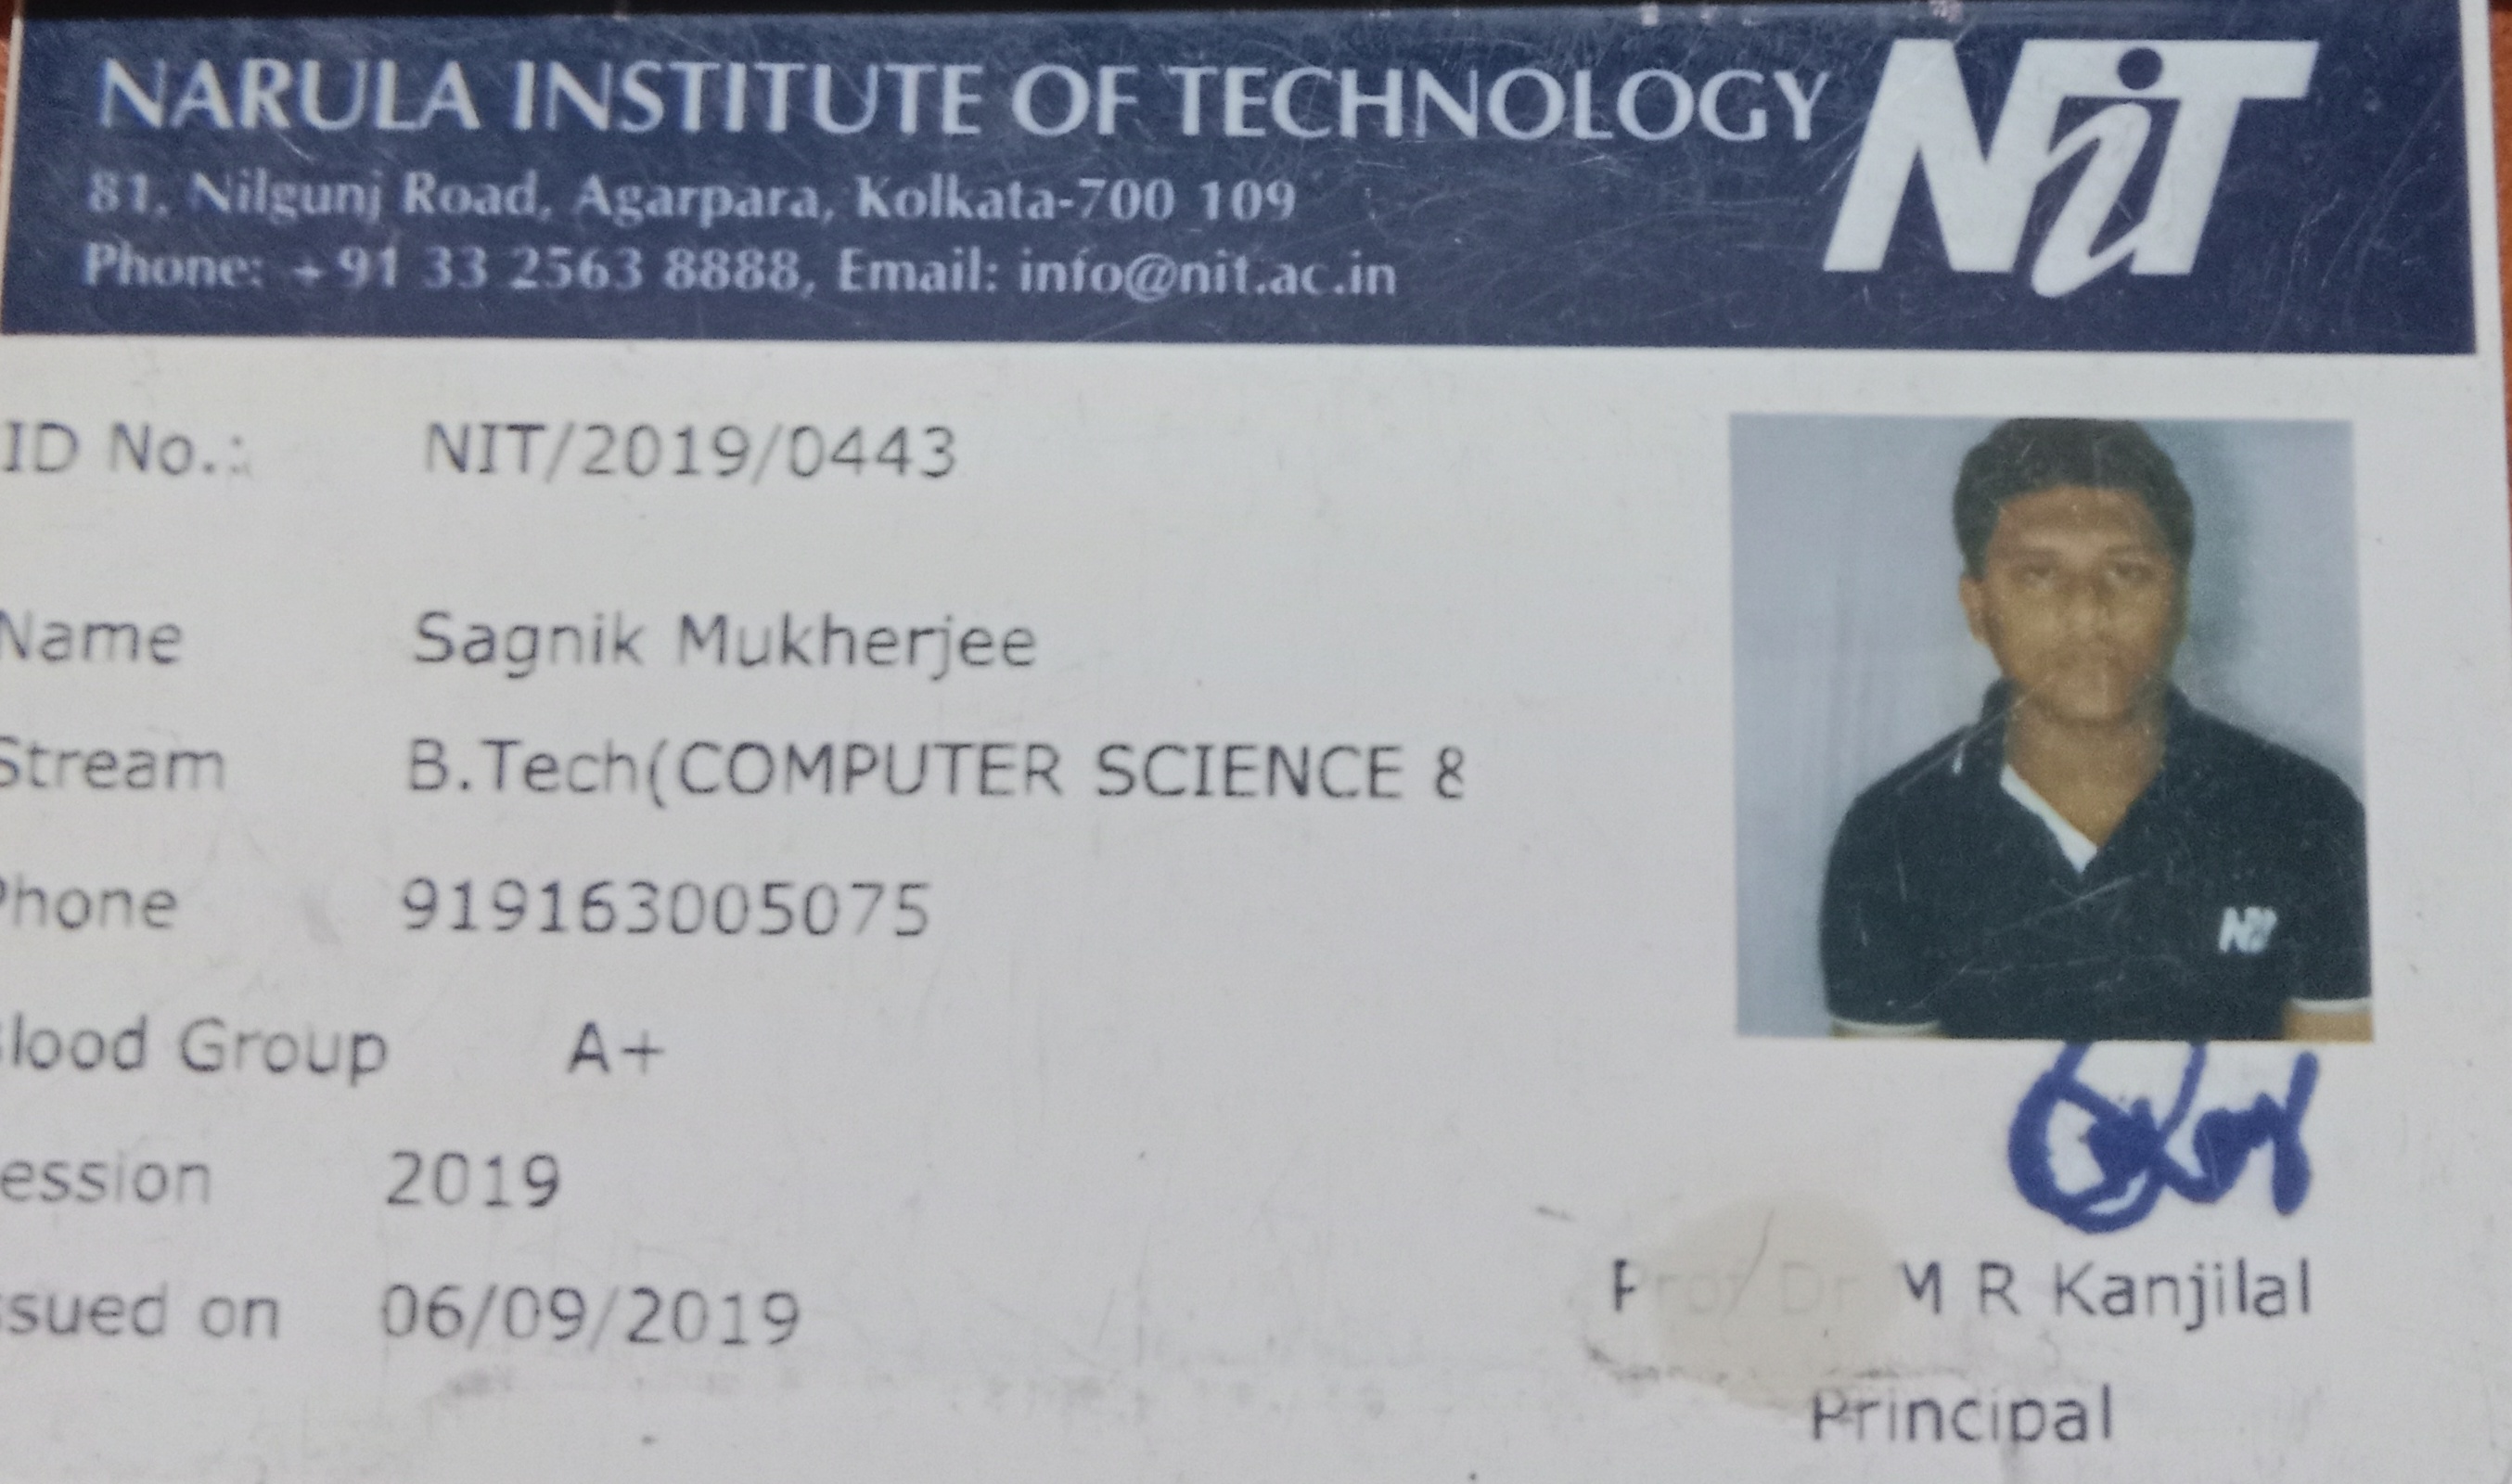 NARULA INSTITUTE OF TECHNOLOGY NiT
81, Nilgunj Road, Agarpara, Kolkata-700 109
Phone: +91 33 2563 8888, Email: info@nit.ac.in
ID No.: NIT/2019/0443
Name Sagnik Mukherjee
Stream B.Tech(COMPUTER SCIENCE &
Phone 919163005075
NiT
Blood Group A+
Session 2019
Issued on 06/09/2019
Prof Dr M R Kanjilal
Principal